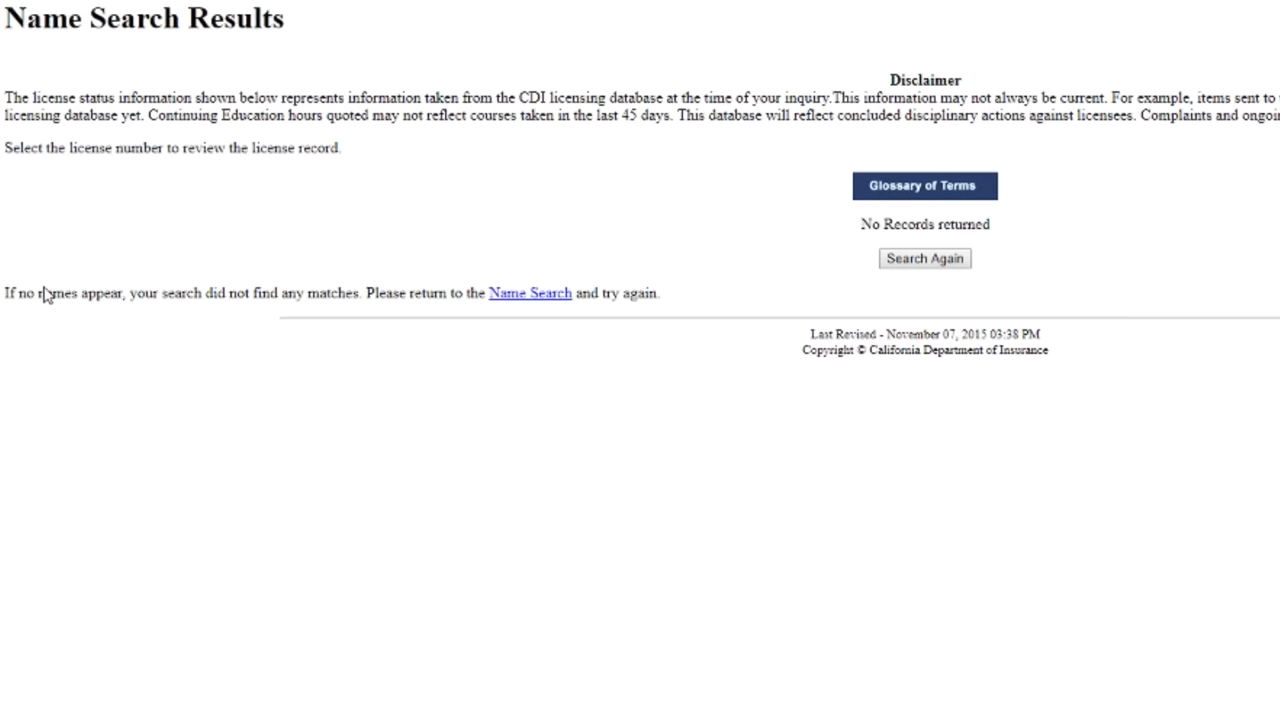 Name Search Results
Disclaimer
The license status information shown below represents information taken from the CDI licensing database at the time of your inquiry.This information may not always be current. For example, items sent to
licensing database yet. Continuing Education hours quoted may not reflect courses taken in the last 45 days. This database will reflect concluded disciplinary actions against licensees. Complaints and
Select the license number to review the license record.
Glossary of Terms
No Records returned
Search Again
If no names appear, your search did not find any matches. Please return to the Name Search and try again.
Last Revised - November 07, 2015 03:38 PM
Copyright © California Department of Insurance